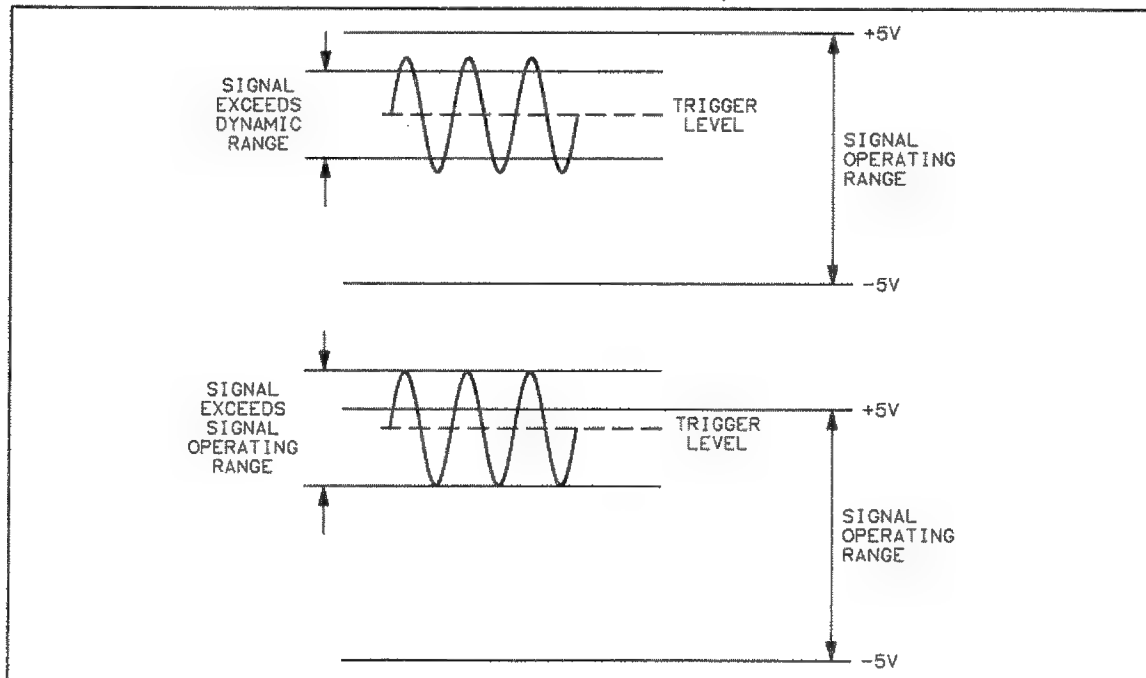 +5V
SIGNAL
EXCEEDS
DYNAMIC
RANGE
TRIGGER
LEVEL
SIGNAL
OPERATING
RANGE
-5V
SIGNAL
EXCEEDS
SIGNAL
OPERATING
RANGE
+5V
TRIGGER
LEVEL
SIGNAL
OPERATING
RANGE
-5V